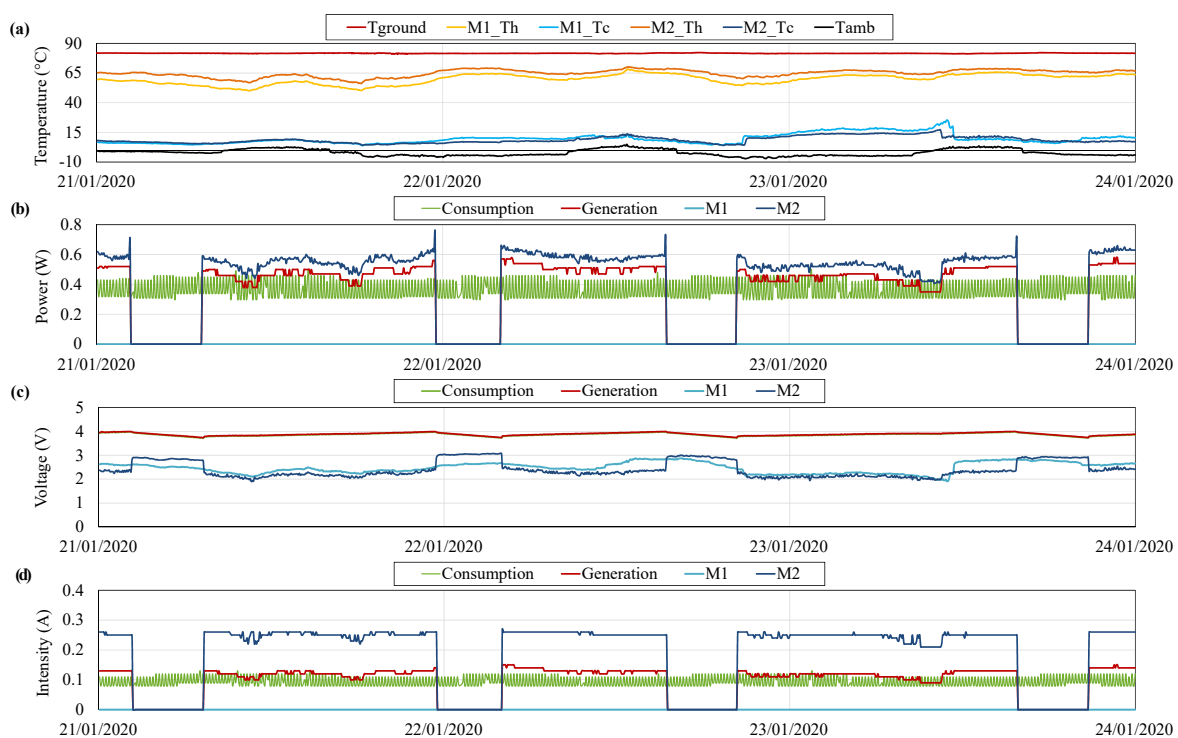 (a)
Tground M1_Th M1_Tc M2_Th M2_Tc Tamb
Temperature (°C)
90
65
40
15
-10
21/01/2020 22/01/2020 23/01/2020 24/01/2020
(b)
Consumption Generation M1 M2
Power (W)
0.8
0.6
0.4
0.2
0
21/01/2020 22/01/2020 23/01/2020 24/01/2020
(c)
Consumption Generation M1 M2
Voltage (V)
5
4
3
2
1
0
21/01/2020 22/01/2020 23/01/2020 24/01/2020
(d)
Consumption Generation M1 M2
Intensity (A)
0.4
0.3
0.2
0.1
0
21/01/2020 22/01/2020 23/01/2020 24/01/2020